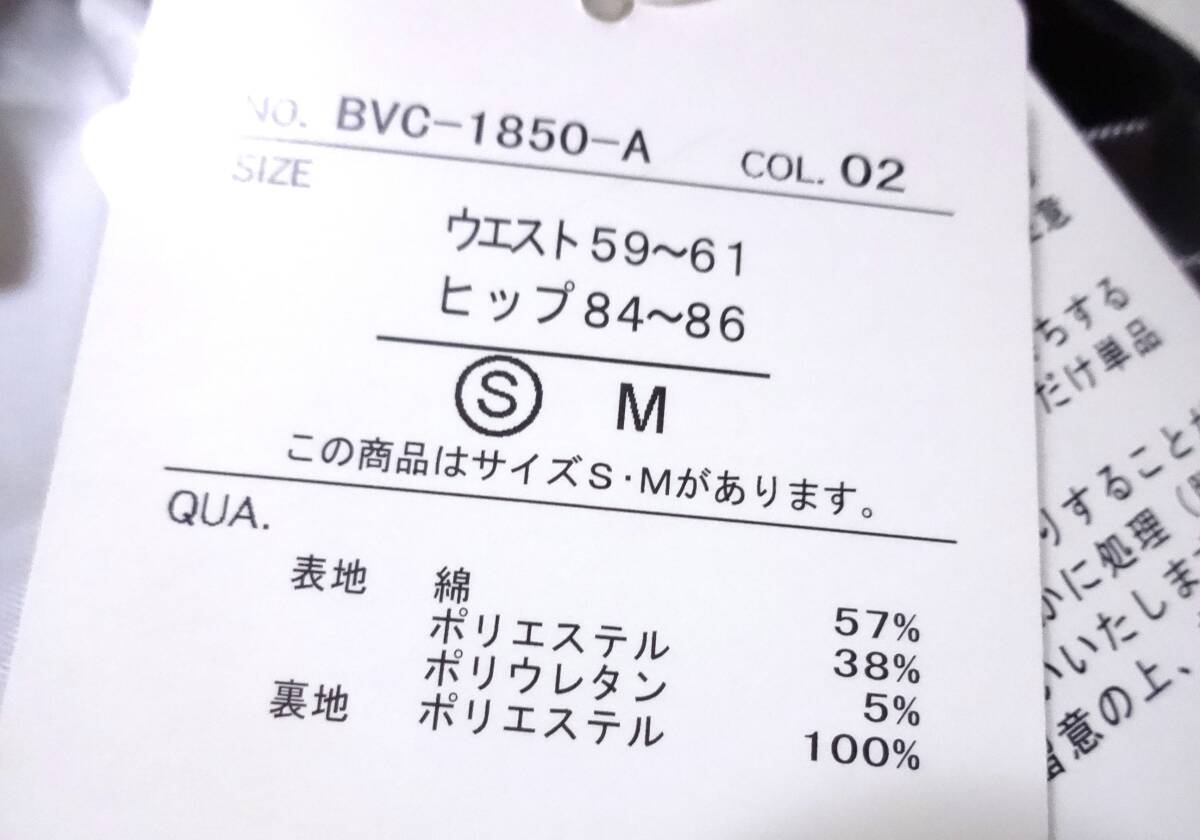 NO. BVC-1850-A COL. 02
SIZE
ウエスト59〜61
ヒップ84〜86
Ⓢ M
この商品はサイズS・Mがあります。
QUA.
表地 綿 57%
ポリエステル 38%
ポリウレタン 5%
裏地 ポリエステル 100%
意
ちする
だけ単品
りすること
かに処理(
いいたしま
留意の上、